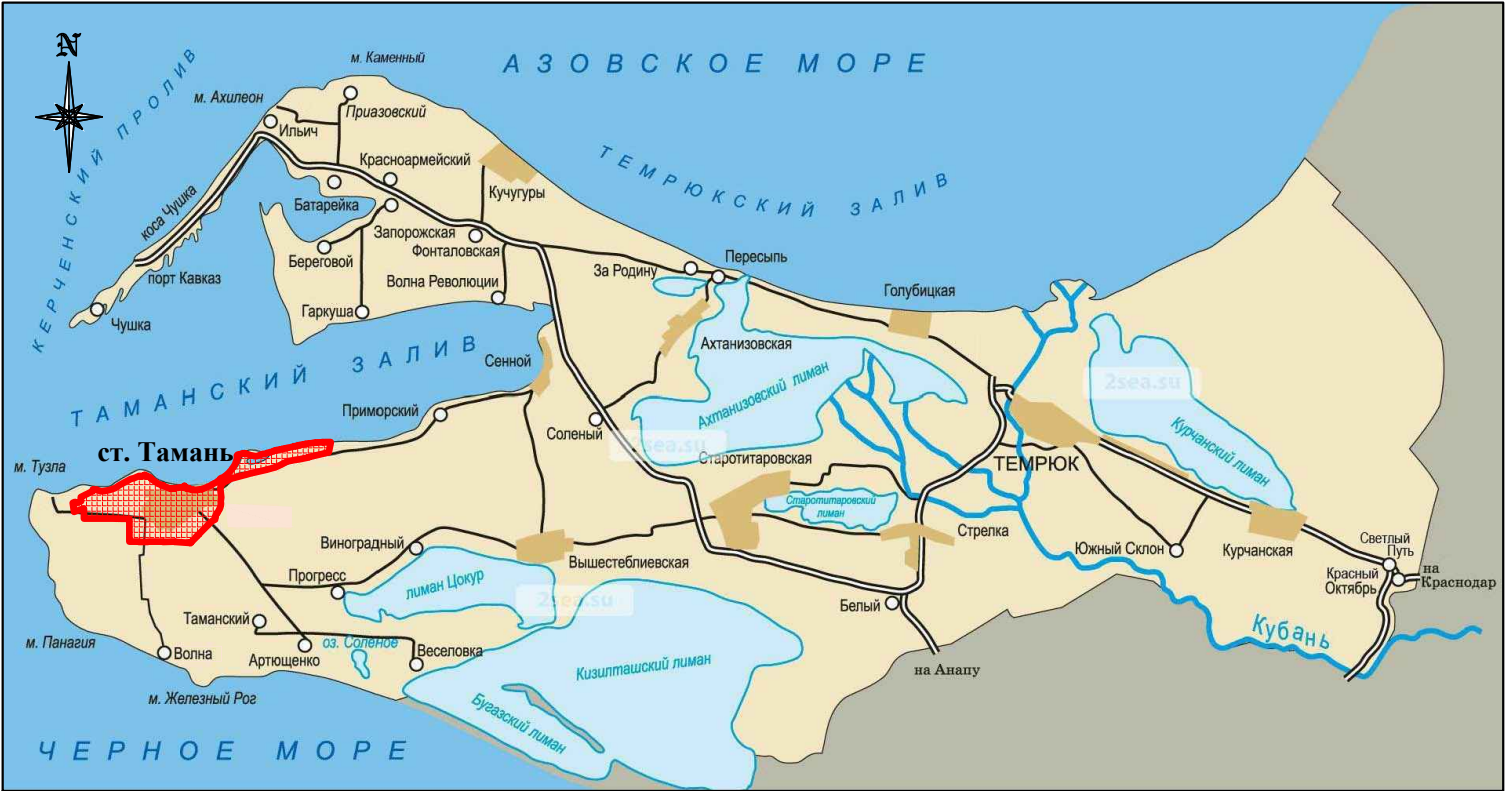 N
АЗОВСКОЕ МОРЕ
м. Каменный
КЕРЧЕНСКИЙ ПРОЛИВ
м. Ахилеон
Приазовский
Ильич
Красноармейский
ТЕМРЮКСКИЙ ЗАЛИВ
Кучугуры
коса Чушка
Батарейка
Запорожская
Фонталовская
Береговой
порт Кавказ
Волна Революции
За Родину
Пересыпь
Голубицкая
Чушка
Гаркуша
ТАМАНСКИЙ ЗАЛИВ
Сенной
Ахтанизовская
Ахтанизовский лиман
2sea.su
Приморский
Соленый
2sea.su
Курчанский лиман
ст. Тамань
м. Тузла
Старотитаровская
ТЕМРЮК
Старотитаровский
лиман
Стрелка
Виноградный
Вышестеблиевская
Южный Склон
Курчанская
Светлый
Путь
Прогресс
лиман Цокур
2sea.su
Красный
Октябрь
на
Краснодар
Белый
Таманский
Кубань
м. Панагия
Волна
Артющенко
оз. Соленое
Веселовка
Кизилташский лиман
на Анапу
м. Железный Рог
Бугазский лиман
ЧЕРНОЕ МОРЕ